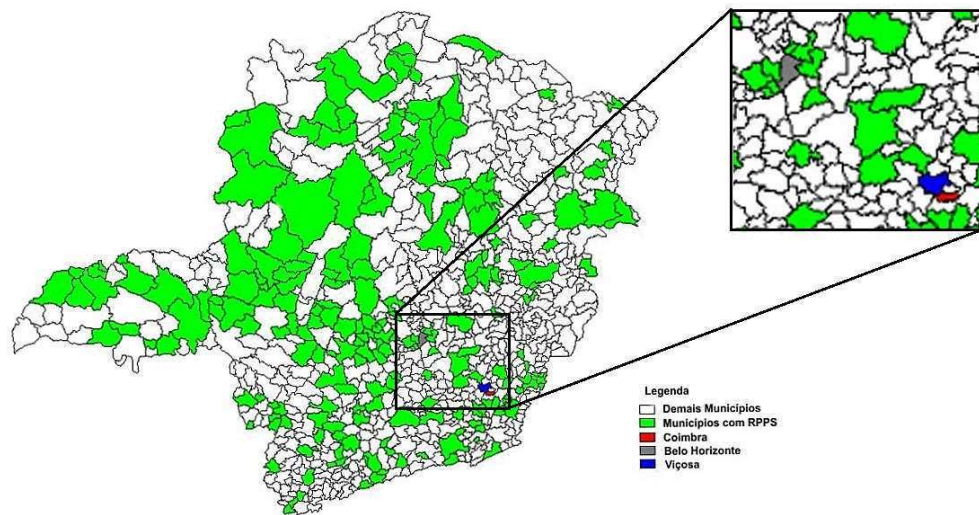 Legenda
Demais Municípios
Municípios com RPPS
Coimbra
Belo Horizonte
Viçosa